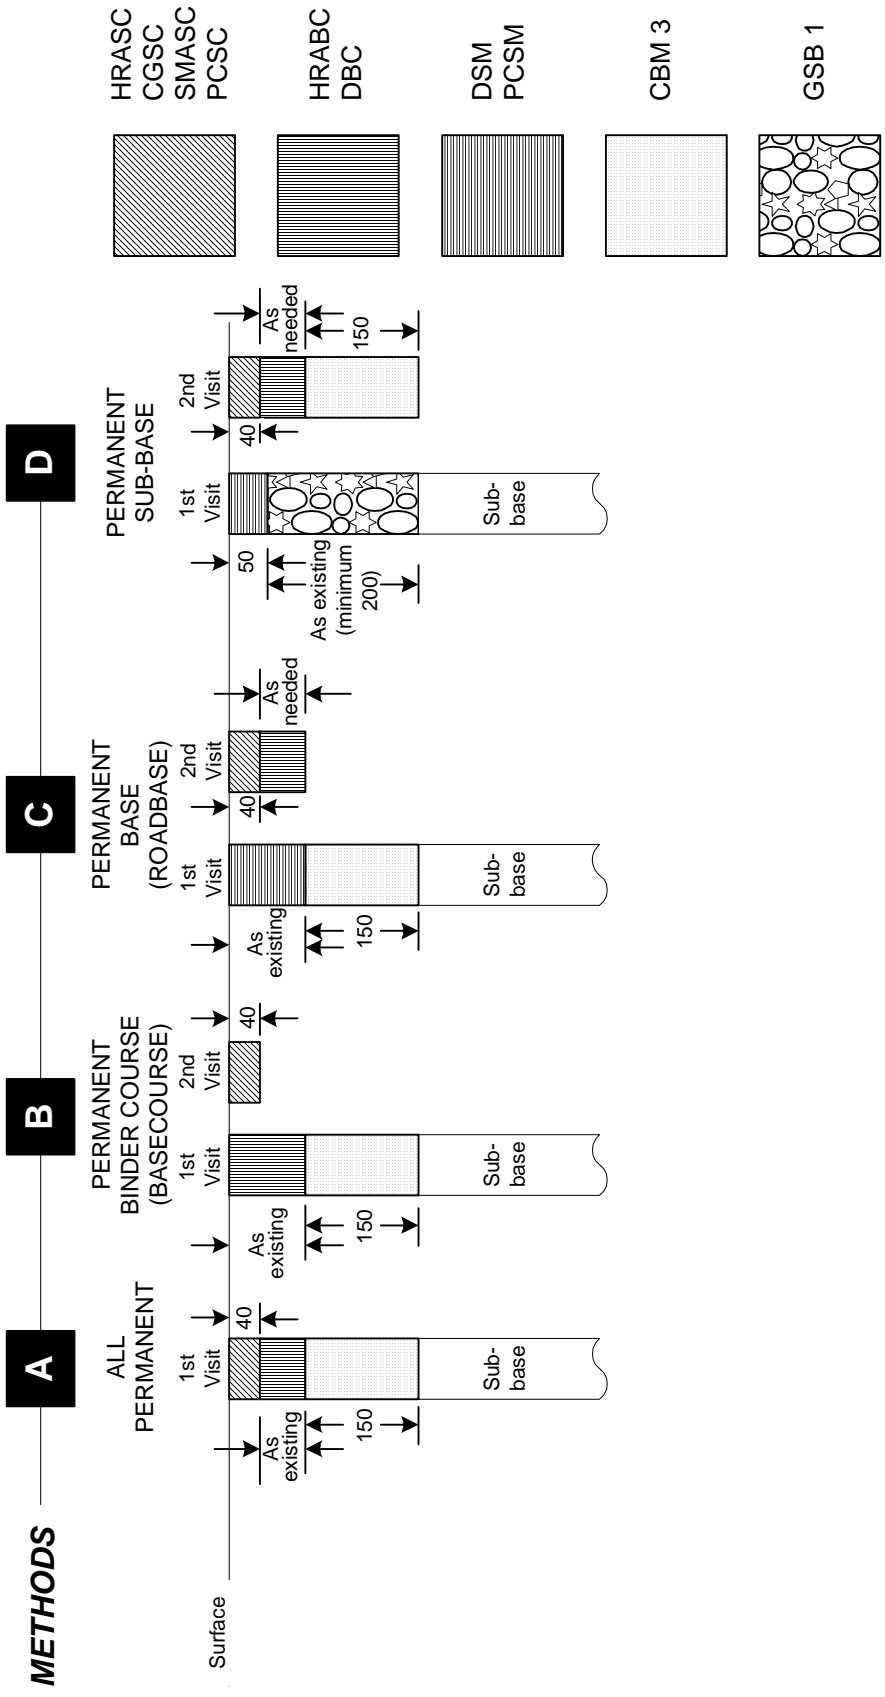 METHODS
A
B
C
D
ALL
PERMANENT
PERMANENT
BINDER COURSE
(BASECOURSE)
PERMANENT
BASE
(ROADBASE)
PERMANENT
SUB-BASE
1st
Visit
1st
Visit
2nd
Visit
1st
Visit
2nd
Visit
1st
Visit
2nd
Visit
Surface
As
existing
150
40
Sub-
base
As
existing
150
40
Sub-
base
As
existing
150
40
As
needed
Sub-
base
50
As existing
(minimum
200)
40
As
needed
150
Sub-
base
HRASC
CGSC
SMASC
PCSC
HRABC
DBC
DSM
PCSM
CBM 3
GSB 1